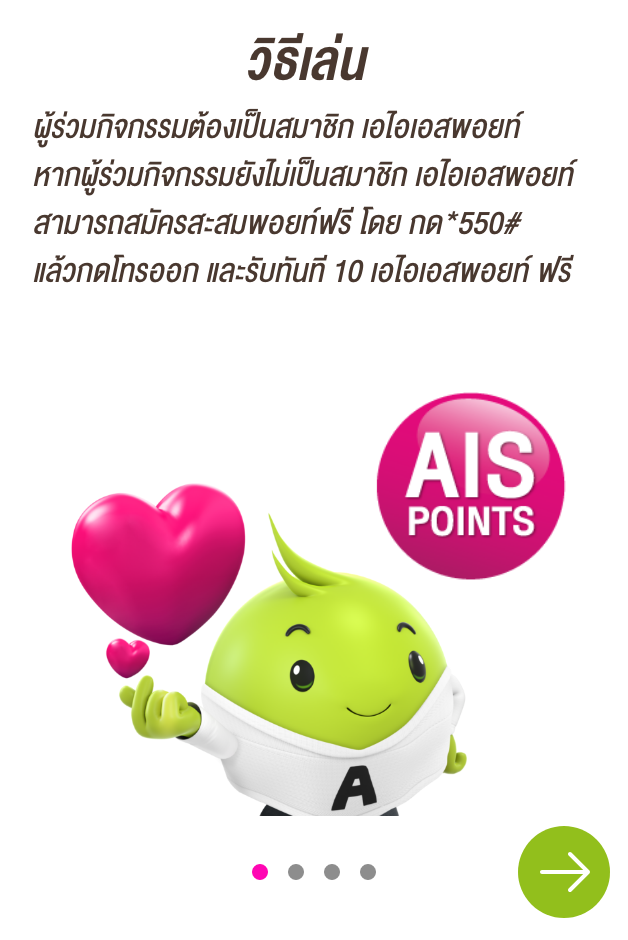 วิธีเล่น
ผู้ร่วมกิจกรรมต้องเป็นสมาชิก เอไอเอสพอยท์
หากผู้ร่วมกิจกรรมยังไม่เป็นสมาชิก เอไอเอสพอยท์
สามารถสมัครสะสมพอยท์ฟรี โดย กด *550#
แล้วกดโทรออก และรับทันที 10 เอไอเอสพอยท์ ฟรี
AIS
POINTS
A